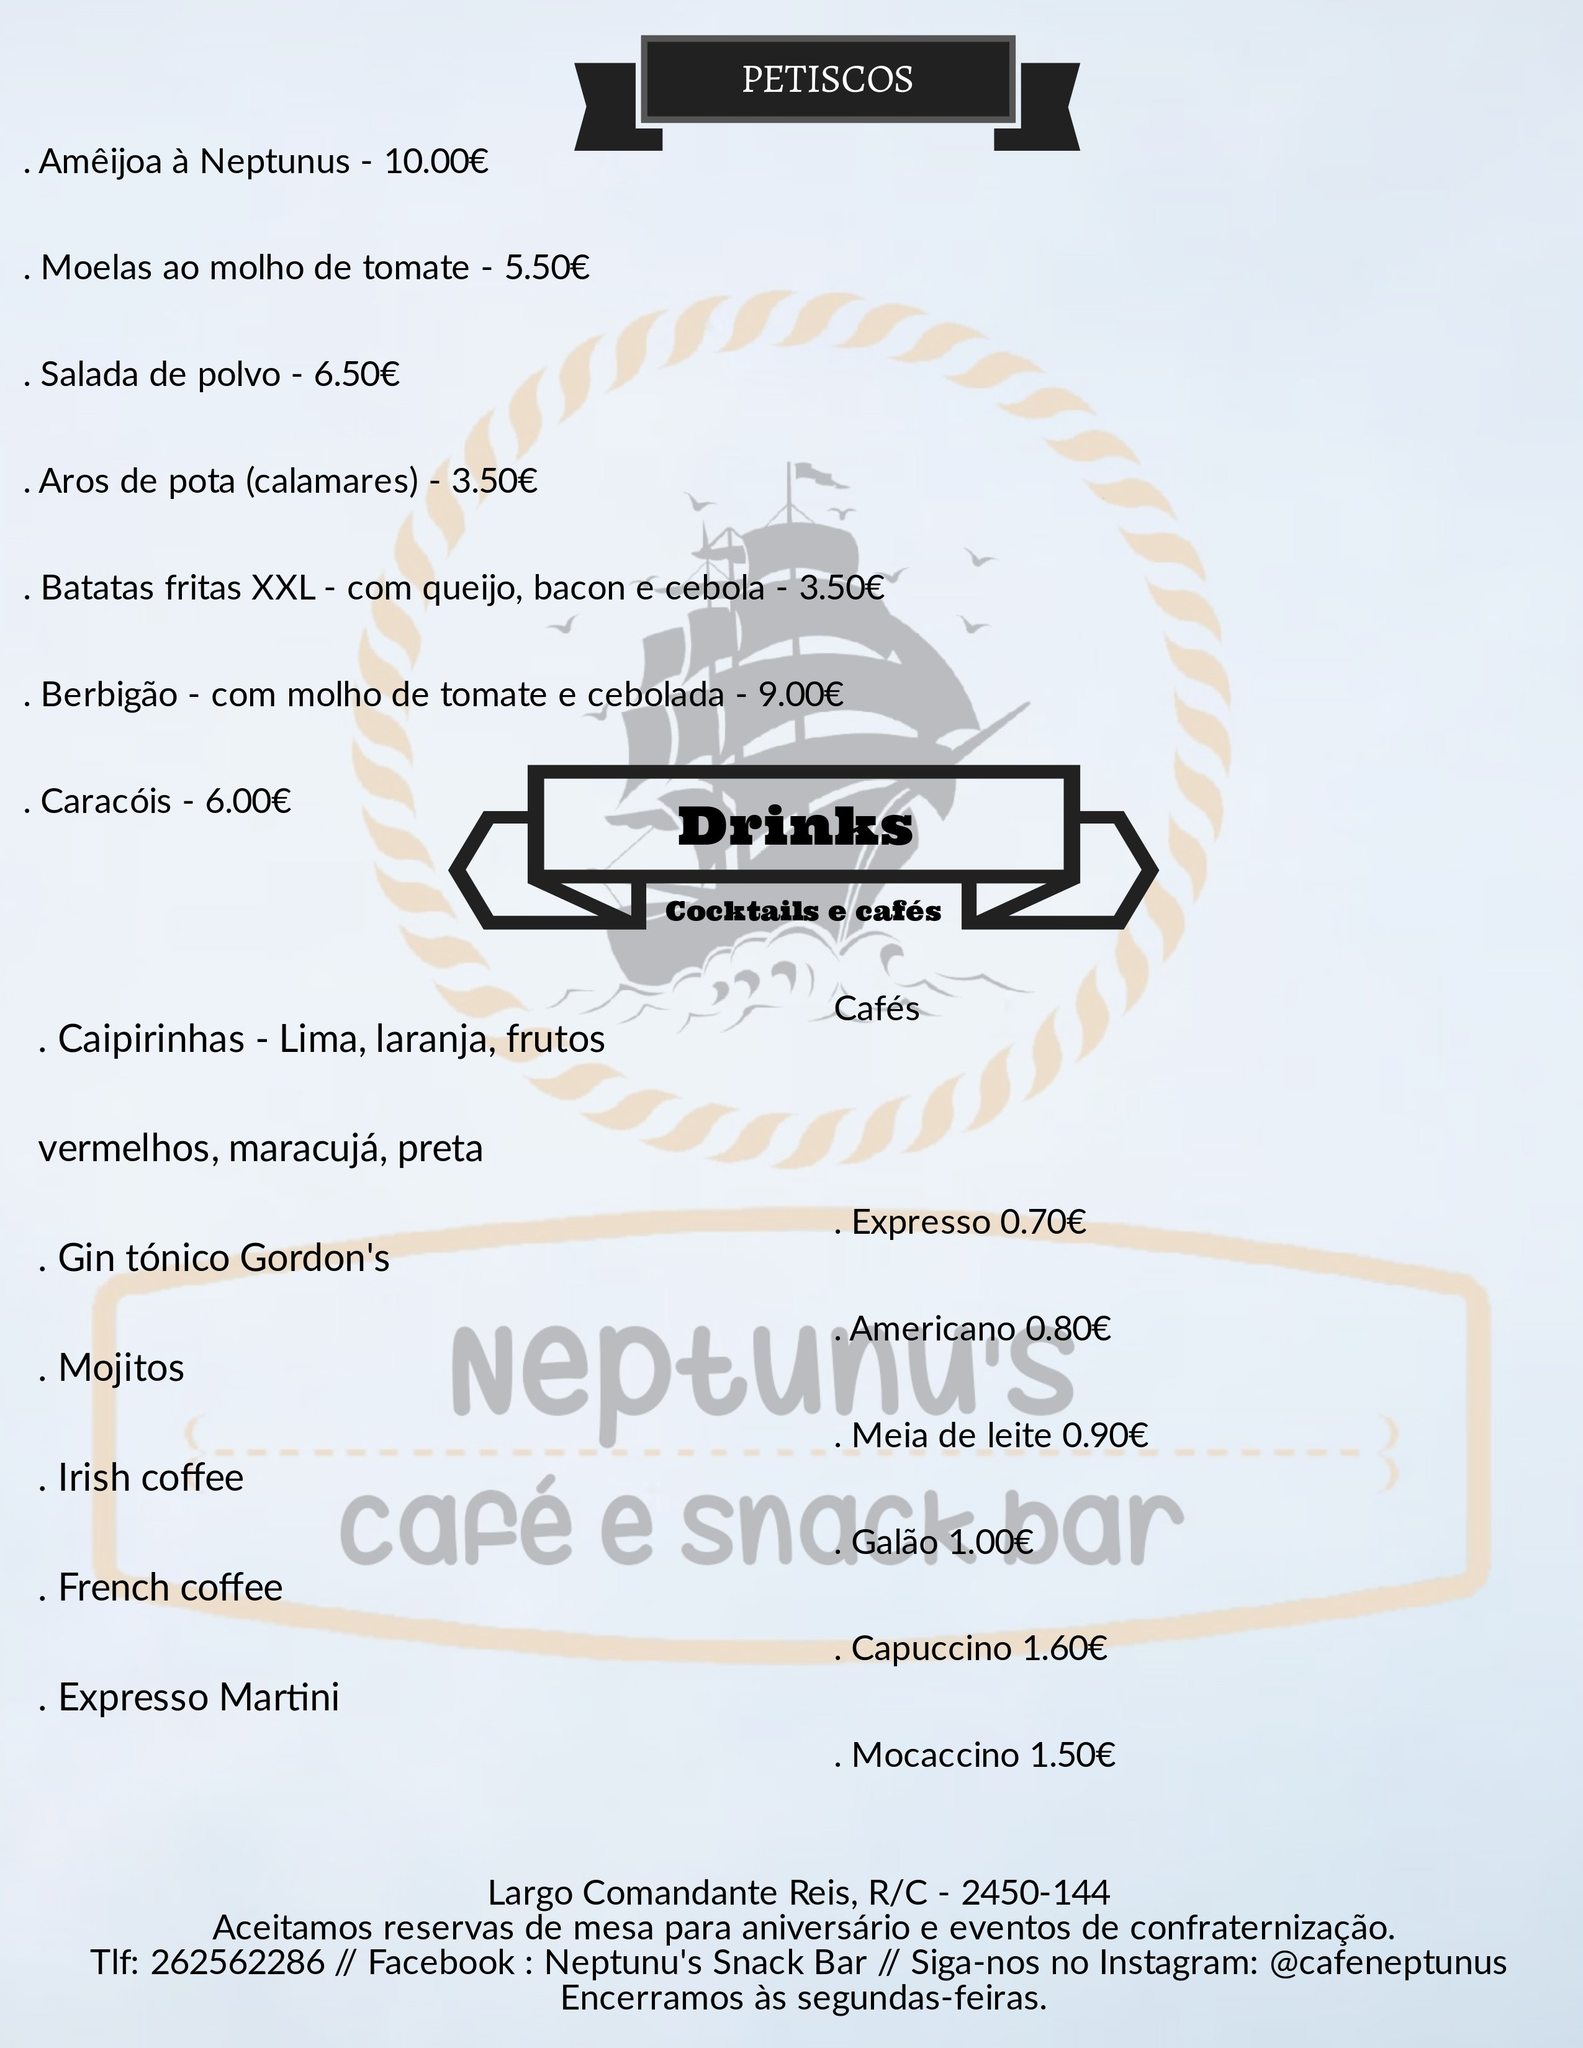 PETISCOS
. Amêijoa à Neptunus - 10.00€
. Moelas ao molho de tomate - 5.50€
. Salada de polvo - 6.50€
. Aros de pota (calamares) - 3.50€
. Batatas fritas XXL - com queijo, bacon e cebola - 3.50€
. Berbigão - com molho de tomate e cebolada - 9.00€
. Caracóis - 6.00€
Drinks
Cocktails e cafés
. Caipirinhas - Lima, laranja, frutos
vermelhos, maracujá, preta
. Gin tónico Gordon's
. Mojitos
. Irish coffee
. French coffee
. Expresso Martini
Cafés
. Expresso 0.70€
. Americano 0.80€
. Meia de leite 0.90€
. Galão 1.00€
. Capuccino 1.60€
. Mocaccino 1.50€
Neptunu's
café e snack bar
Largo Comandante Reis, R/C - 2450-144
Aceitamos reservas de mesa para aniversário e eventos de confraternização.
Tlf: 262562286 // Facebook : Neptunu's Snack Bar // Siga-nos no Instagram: @cafeneptunus
Encerramos às segundas-feiras.